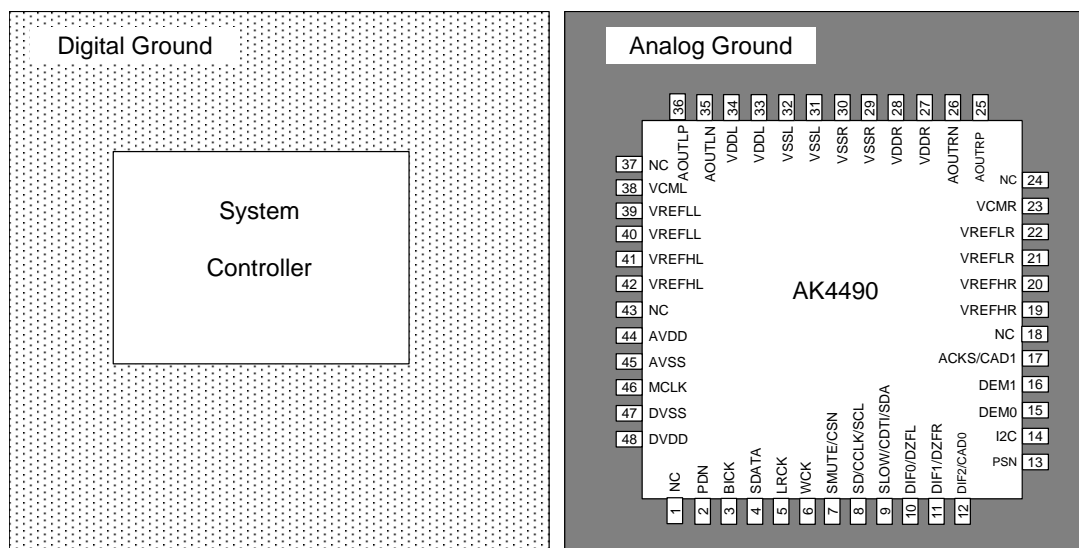 Digital Ground
System
Controller
Analog Ground
36 AOUTLP
35 AOUTLN
34 VDDL
33 VDDL
32 VSSL
31 VSSL
30 VSSR
29 VSSR
28 VDDR
27 VDDR
26 AOUTRN
25 AOUTRP
37 NC
38 VCML
39 VREFLL
40 VREFLL
41 VREFHL
42 VREFHL
43 NC
44 AVDD
45 AVSS
46 MCLK
47 DVSS
48 DVDD
AK4490
NC 24
VCMR 23
VREFLR 22
VREFLR 21
VREFHR 20
VREFHR 19
NC 18
ACKS/CAD1 17
DEM1 16
DEM0 15
I2C 14
PSN 13
1 NC
2 PDN
3 BICK
4 SDATA
5 LRCK
6 WCK
7 SMUTE/CSN
8 SD/CCLK/SCL
9 SLOW/CDTI/SDA
10 DIF0/DZFL
11 DIF1/DZFR
12 DIF2/CAD0